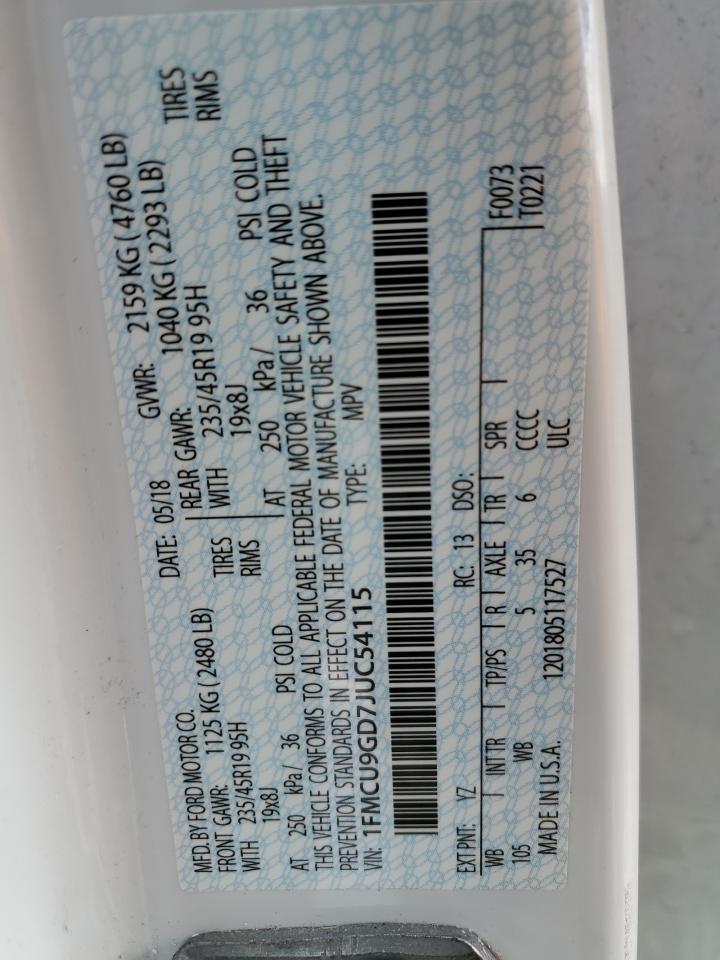 MFD. BY FORD MOTOR CO.
DATE: 05/18 GVWR: 2159 KG ( 4760 LB)
FRONT GAWR: 1125 KG ( 2480 LB) REAR GAWR: 1040 KG ( 2293 LB)
WITH 235/45R19 95H TIRES WITH 235/45R19 95H TIRES
19x8J RIMS 19x8J RIMS
AT 250 kPa/ 36 PSI COLD AT 250 kPa/ 36 PSI COLD
THIS VEHICLE CONFORMS TO ALL APPLICABLE FEDERAL MOTOR VEHICLE SAFETY AND THEFT
PREVENTION STANDARDS IN EFFECT ON THE DATE OF MANUFACTURE SHOWN ABOVE.
VIN: 1FMCU9GD7JUC54115 TYPE: MPV
EXT PNT: YZ RC: 13 DSO:
WB INT TR TP/PS R AXLE TR SPR F0073
105 WB 5 35 6 CCCC T0221
MADE IN U.S.A. 1201805117527 ULC